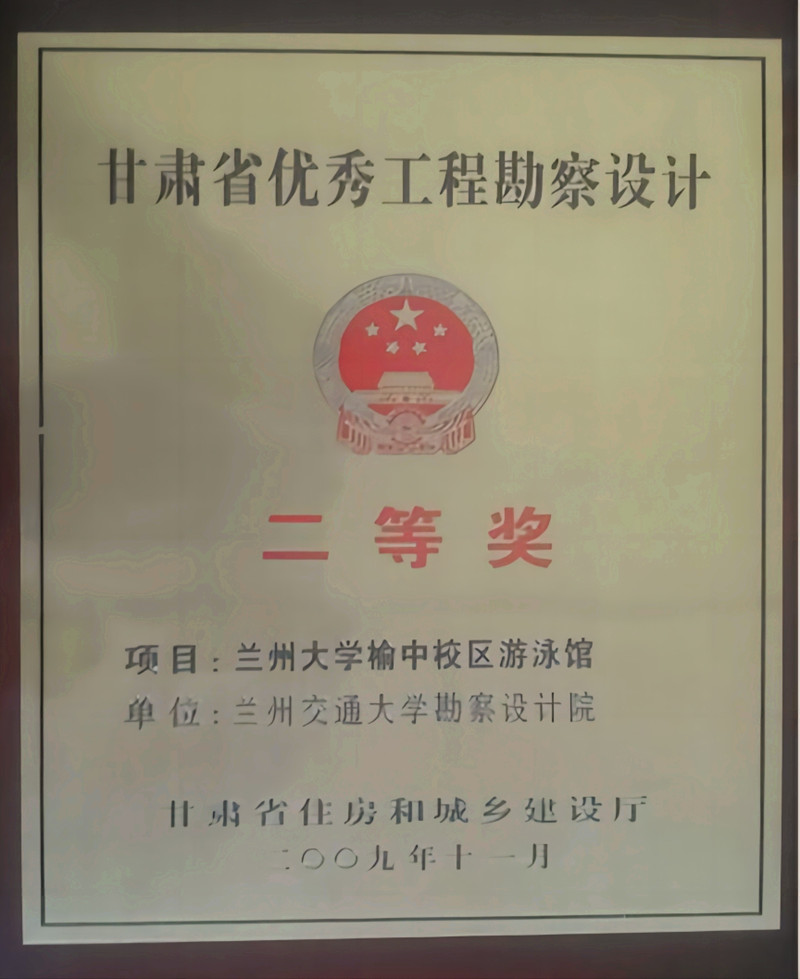 甘肃省优秀工程勘察设计
二等奖
项目：兰州大学榆中校区游泳馆
单位：兰州交通大学勘察设计院
甘肃省住房和城乡建设厅
二〇〇九年十一月